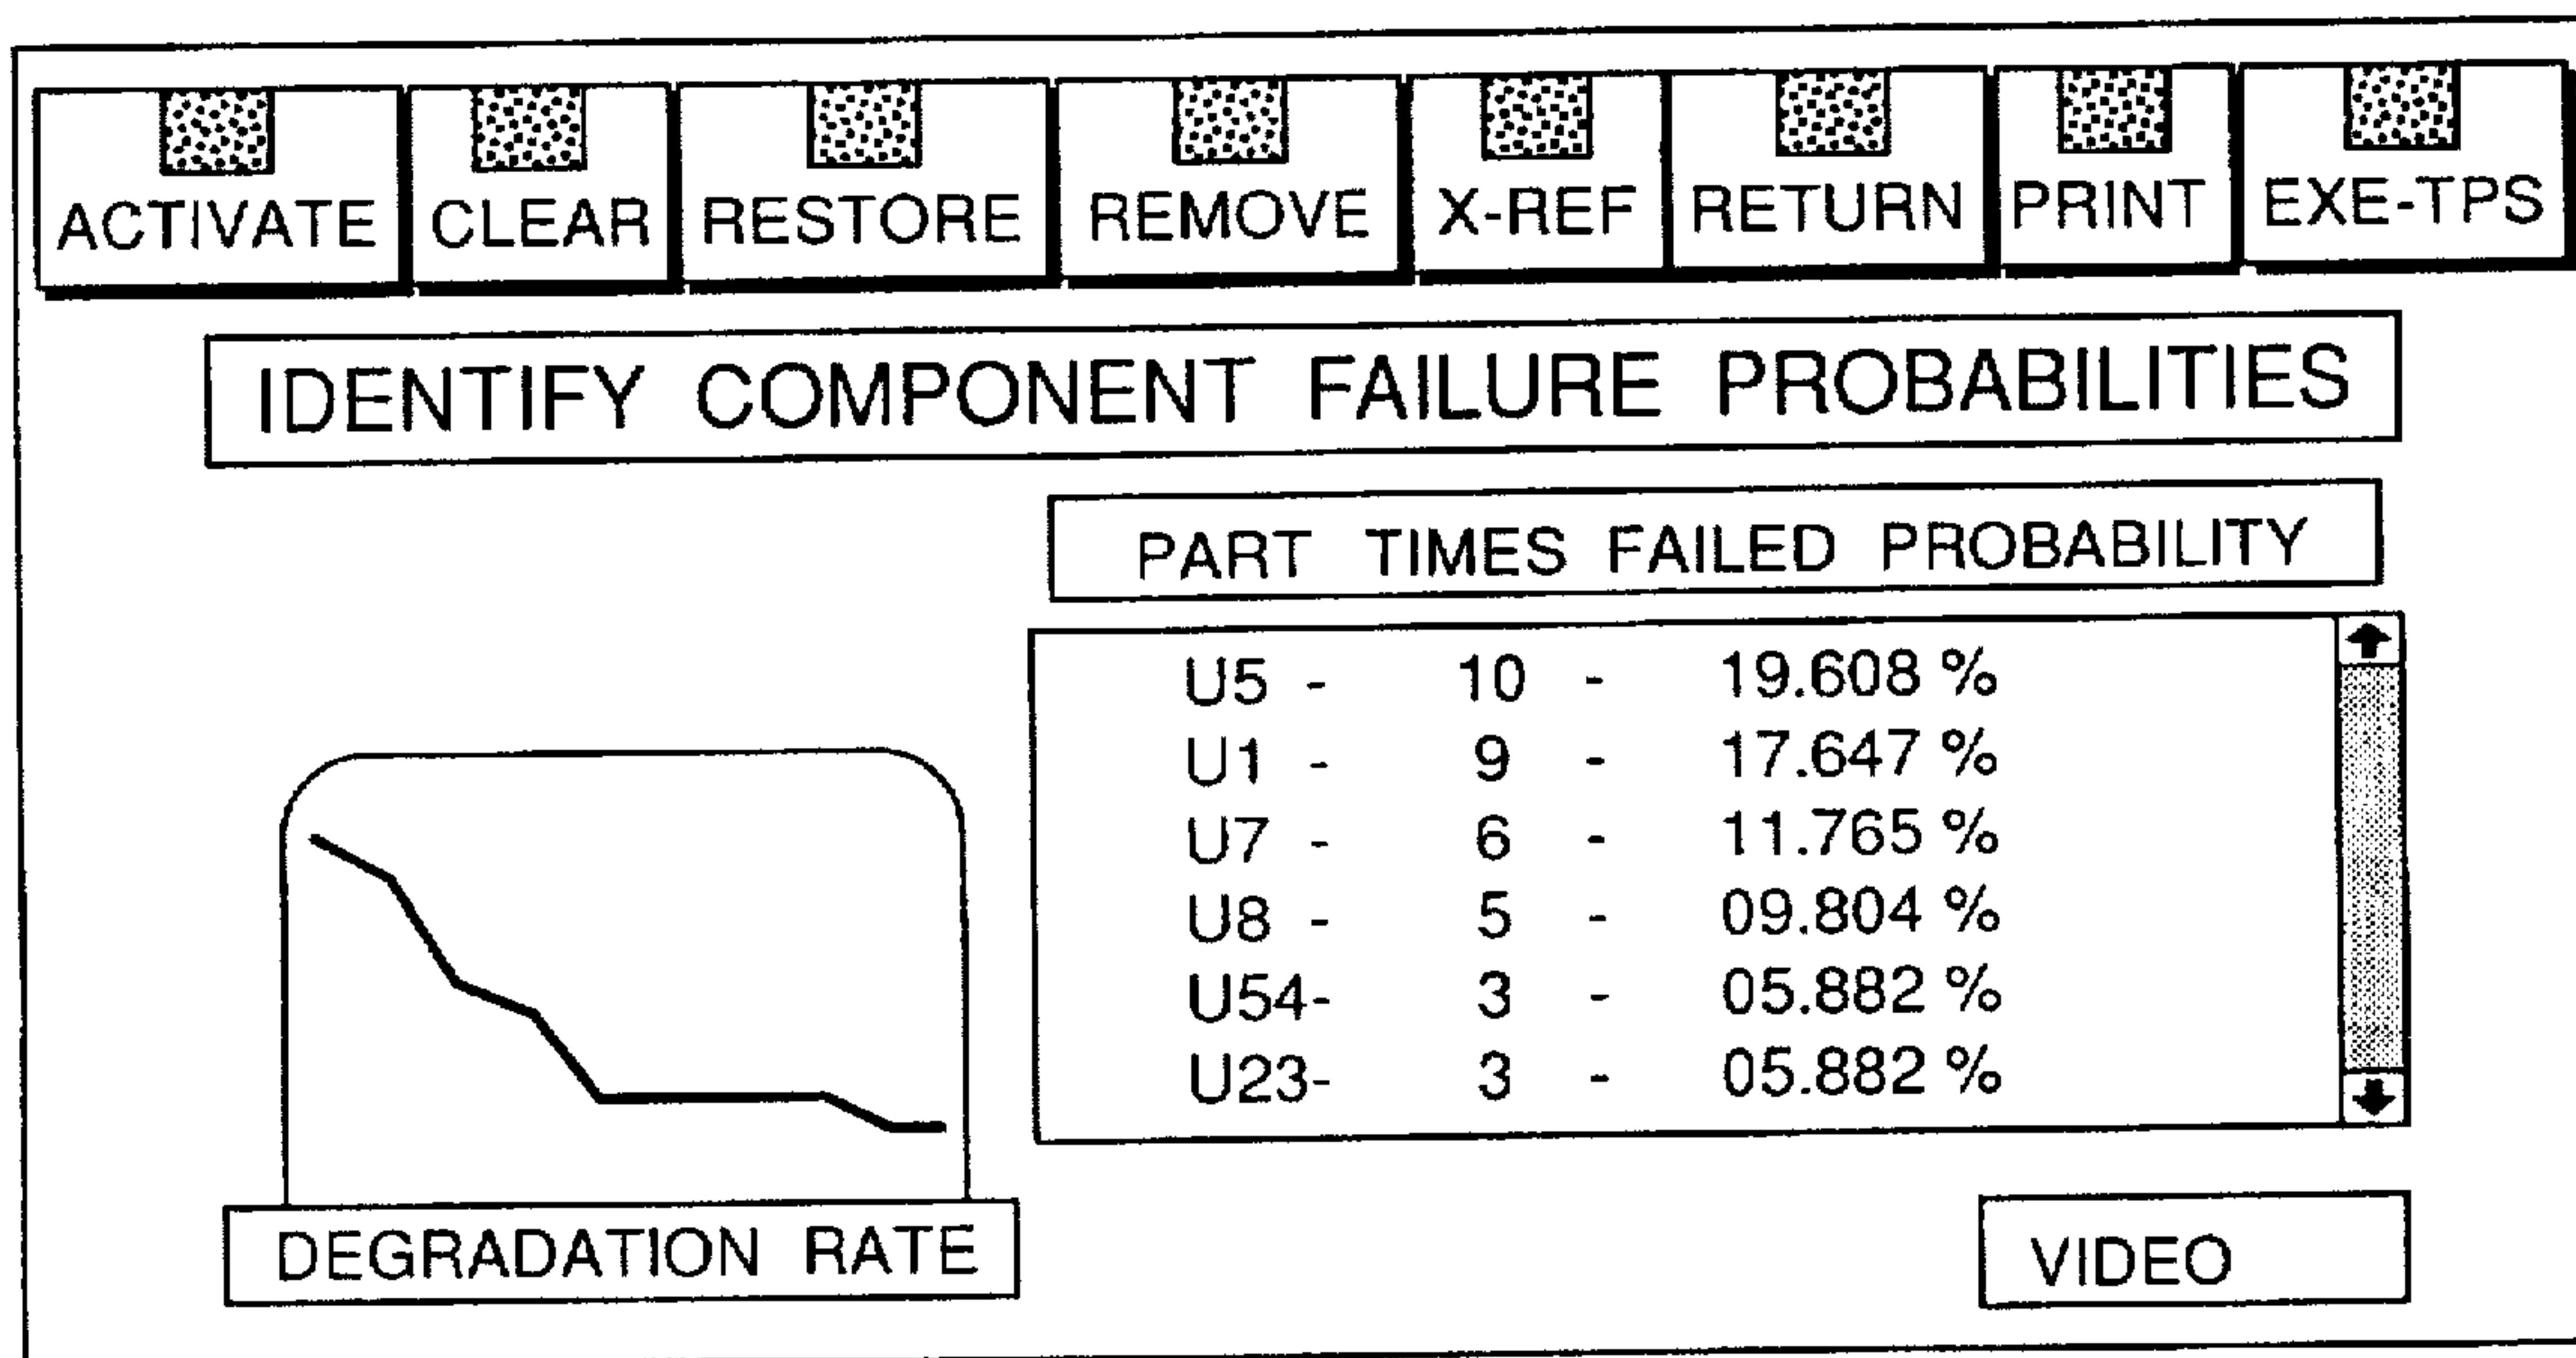 ACTIVATE CLEAR RESTORE REMOVE X-REF RETURN PRINT EXE-TPS
IDENTIFY COMPONENT FAILURE PROBABILITIES
PART TIMES FAILED PROBABILITY
U5 - 10 - 19.608 %
U1 - 9 - 17.647 %
U7 - 6 - 11.765 %
U8 - 5 - 09.804 %
U54- 3 - 05.882 %
U23- 3 - 05.882 %
DEGRADATION RATE
VIDEO